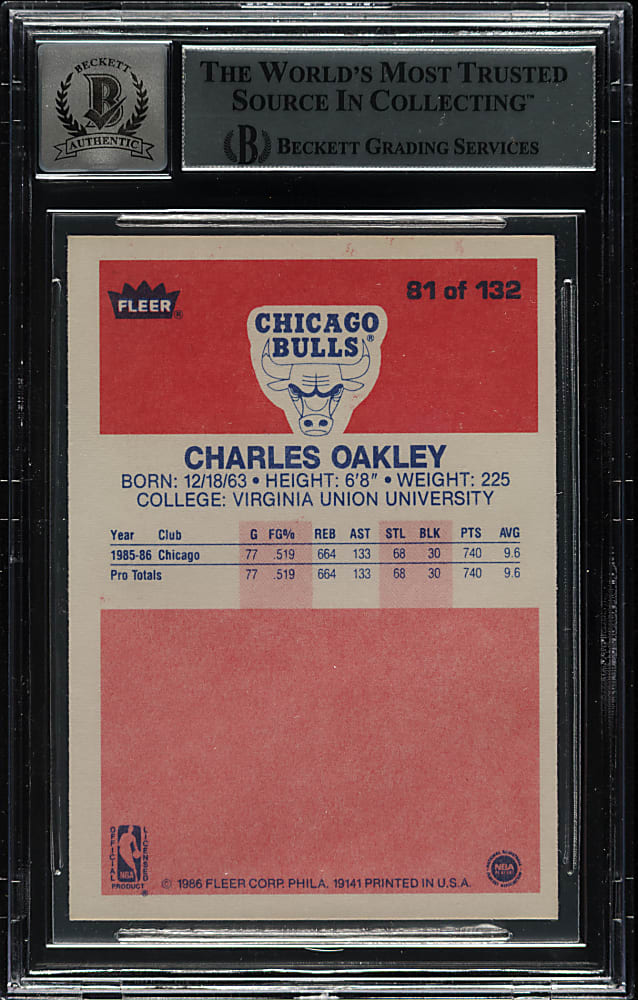 BECKETT
B
AUTHENTIC
THE WORLD'S MOST TRUSTED
SOURCE IN COLLECTING™
B BECKETT GRADING SERVICES
FLEER®
81 of 132
CHICAGO
BULLS®
CHARLES OAKLEY
BORN: 12/18/63 • HEIGHT: 6'8" • WEIGHT: 225
COLLEGE: VIRGINIA UNION UNIVERSITY
Year Club G FG% REB AST STL BLK PTS AVG
1985-86 Chicago 77 .519 664 133 68 30 740 9.6
Pro Totals 77 .519 664 133 68 30 740 9.6
OFFICIAL
LICENSED
NBA
PRODUCT ®
© 1986 FLEER CORP. PHILA. 19141 PRINTED IN U.S.A.
NBA